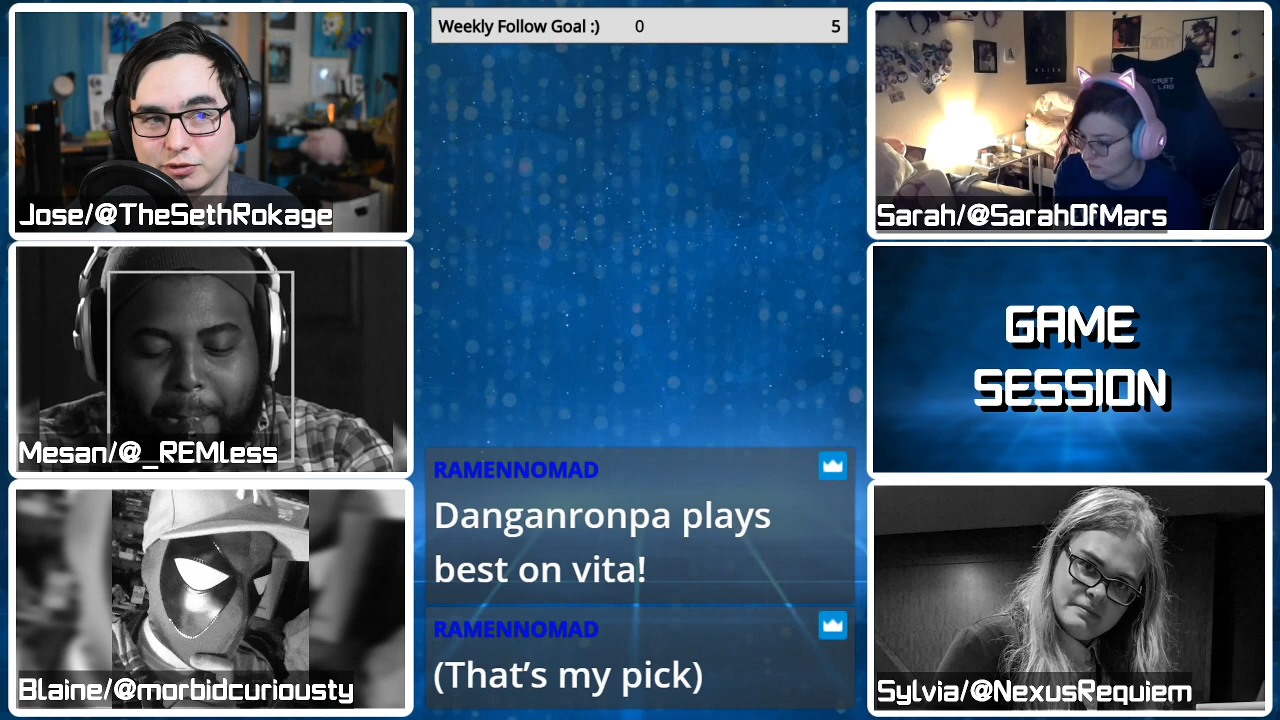 Weekly Follow Goal :) 0 5
Jose/@TheSethRokage
Sarah/@SarahOfMars
Mesan/@_REMless
GAME
SESSION
RAMENNOMAD
Danganronpa plays
best on vita!
RAMENNOMAD
(That's my pick)
Blaine/@morbidcuriousty
Sylvia/@NexusRequiem